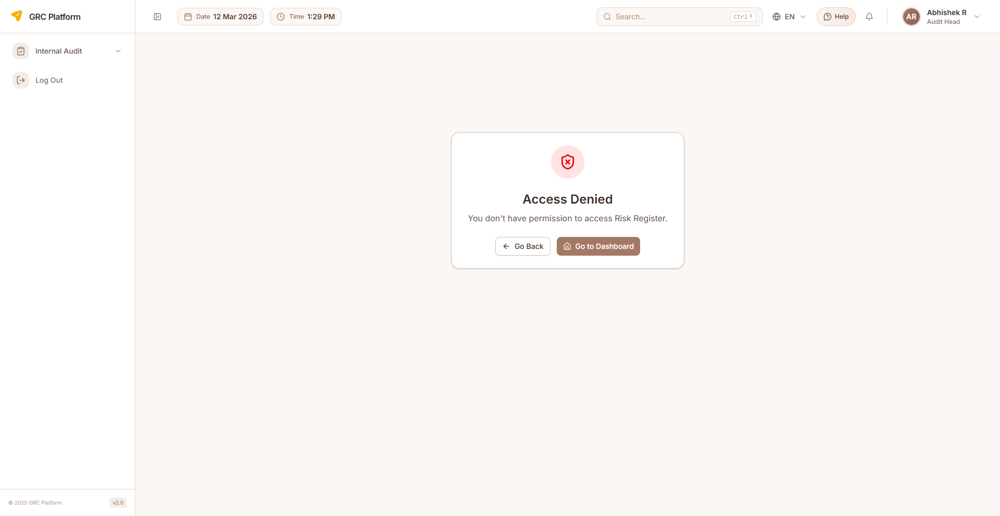 GRC Platform
Date 12 Mar 2026
Time 1:29 PM
Search...
Ctrl K
EN
Help
AR
Abhishek R
Audit Head
Internal Audit
Log Out
Access Denied
You don't have permission to access Risk Register.
Go Back
Go to Dashboard
© 2025 GRC Platform
v2.0